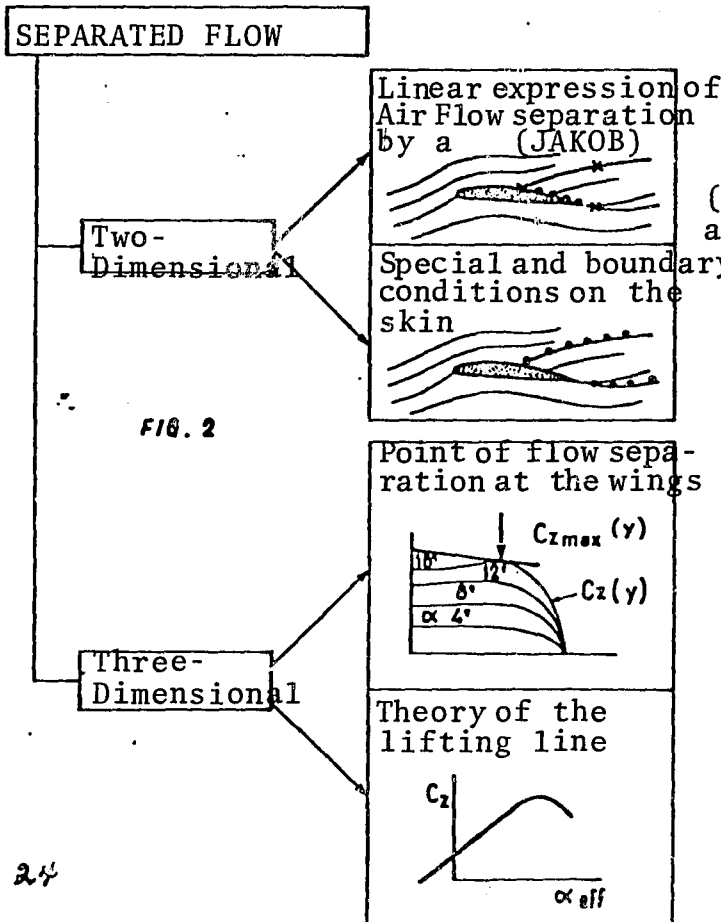 SEPARATED FLOW
Linear expression of
Air Flow separation
by a (JAKOB)
(
a
Two-
Dimensional
Special and boundary
conditions on the
skin
FIG. 2
Point of flow sepa-
ration at the wings
Czmax (y)
12°
8°
Cz(y)
α 4°
Three-
Dimensional
Theory of the
lifting line
Cz
α eff
24